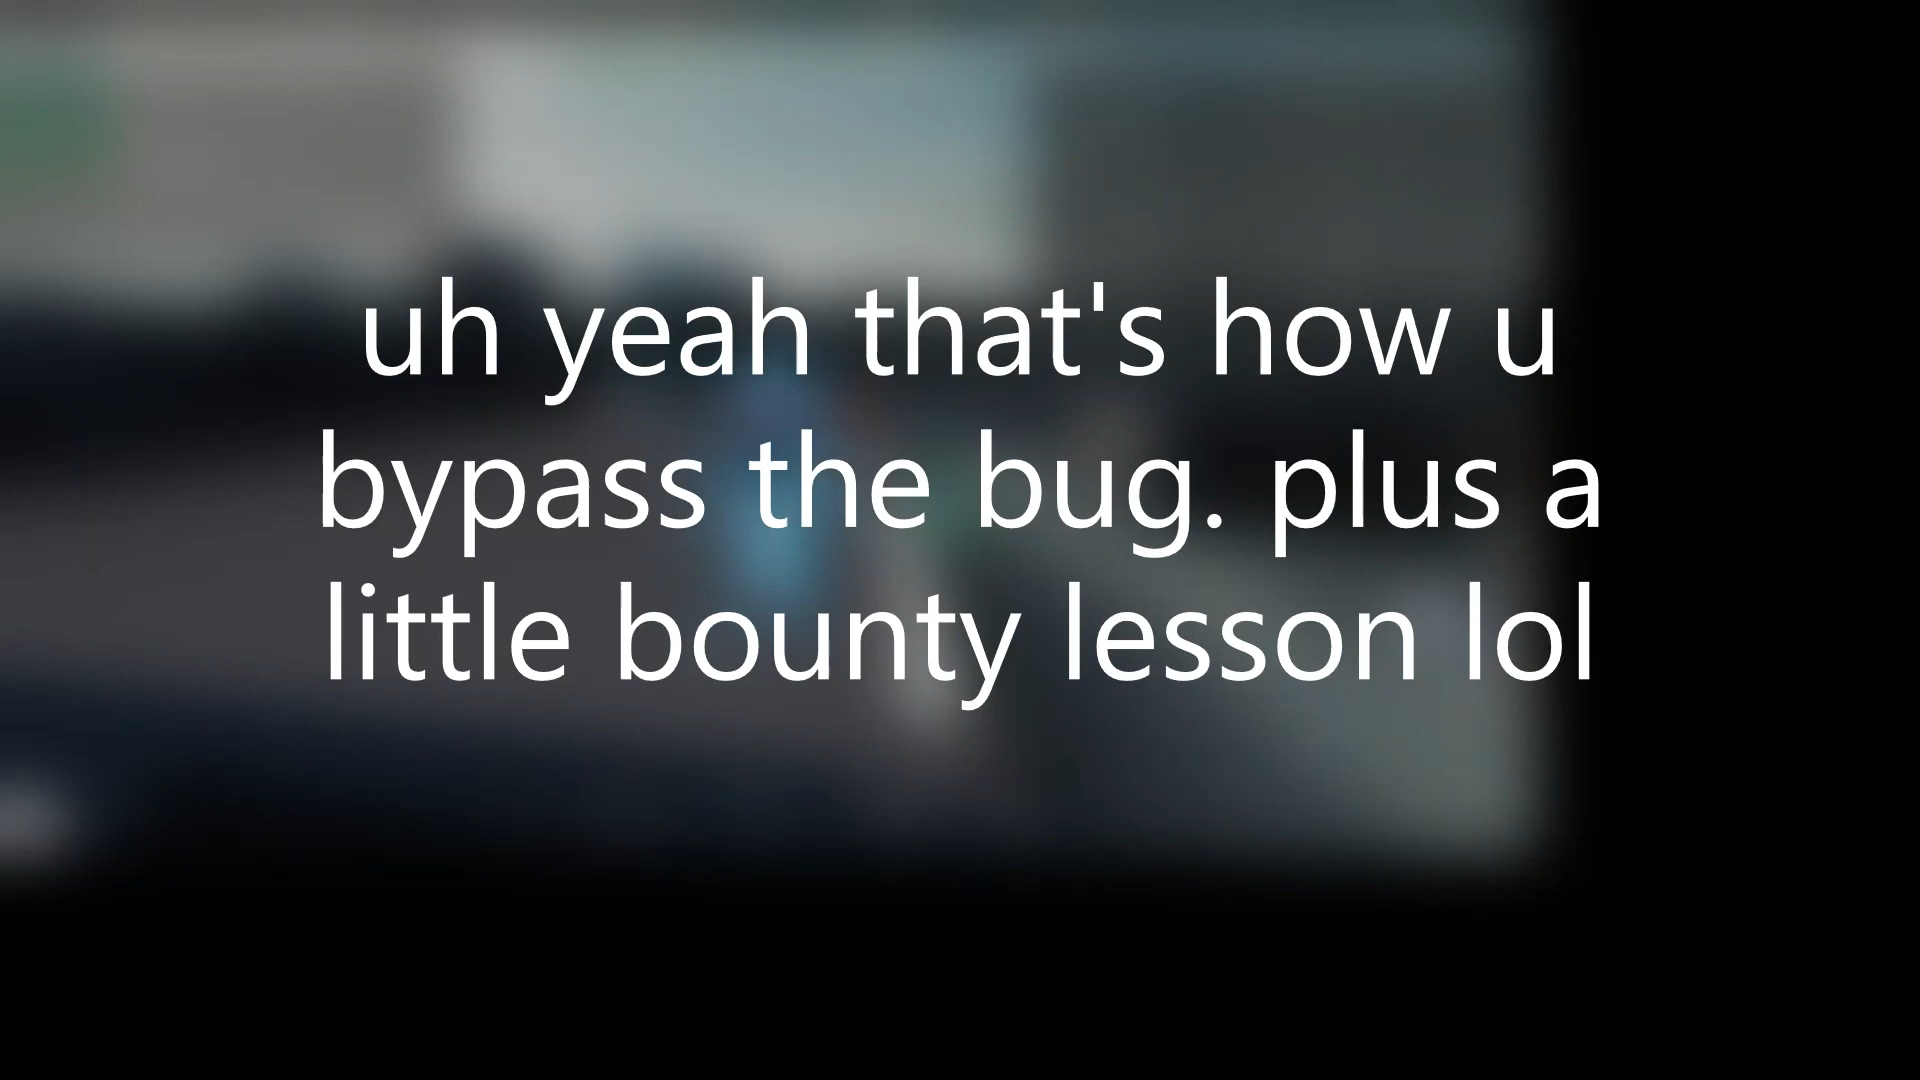 uh yeah that's how u
bypass the bug. plus a
little bounty lesson lol